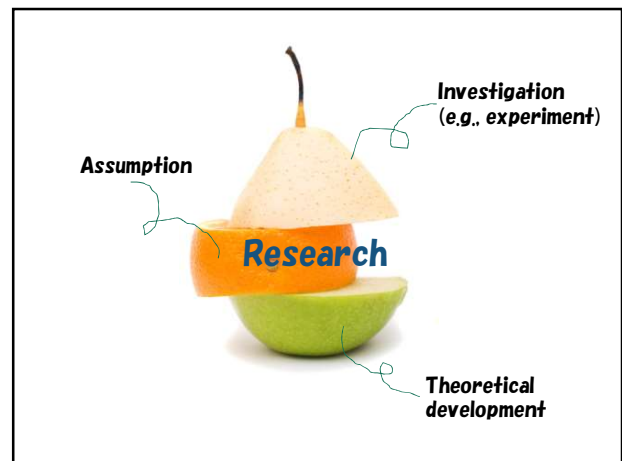 Investigation
(e.g., experiment)
Assumption
Research
Theoretical
development